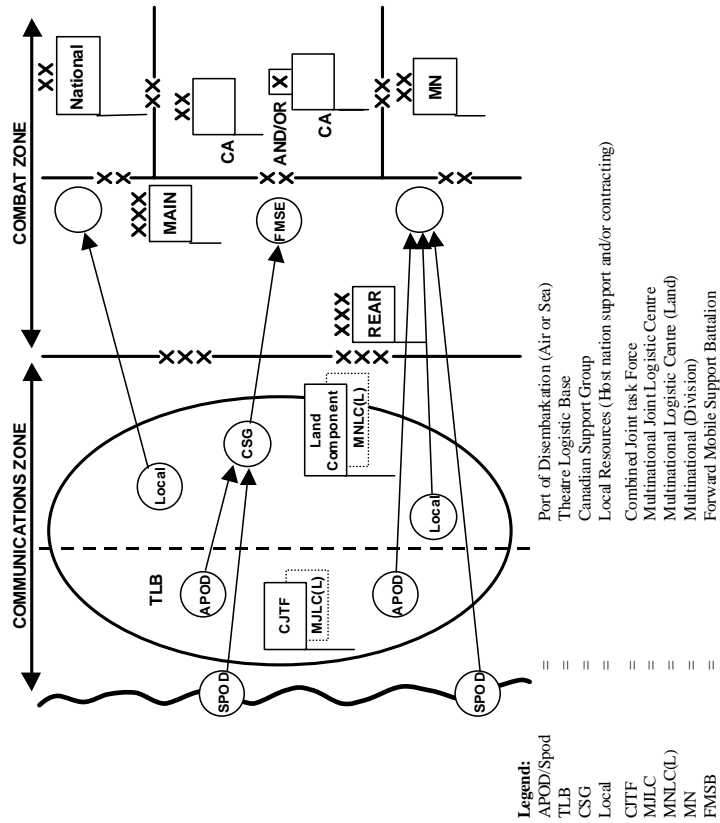 COMMUNICATIONS ZONE
COMBAT ZONE
XX
National
XX
XX
CA
AND/OR
X
CA
XX
XX
MN
XX
XX
XX
XXX
MAIN
FMSE
XXX
REAR
XXX
XXX
Local
CSG
Land
Component
MNLC(L)
Local
TLB
APOD
CJTF
MJLC(L)
APOD
SPOD
SPOD
Legend:
APOD/Spod = Port of Disembarkation (Air or Sea)
TLB = Theatre Logistic Base
CSG = Canadian Support Group
Local = Local Resources (Host nation support and/or contracting)
CJTF = Combined Joint task Force
MJLC = Multinational Joint Logistic Centre
MNLC(L) = Multinational Logistic Centre (Land)
MN = Multinational (Division)
FMSB = Forward Mobile Support Battalion